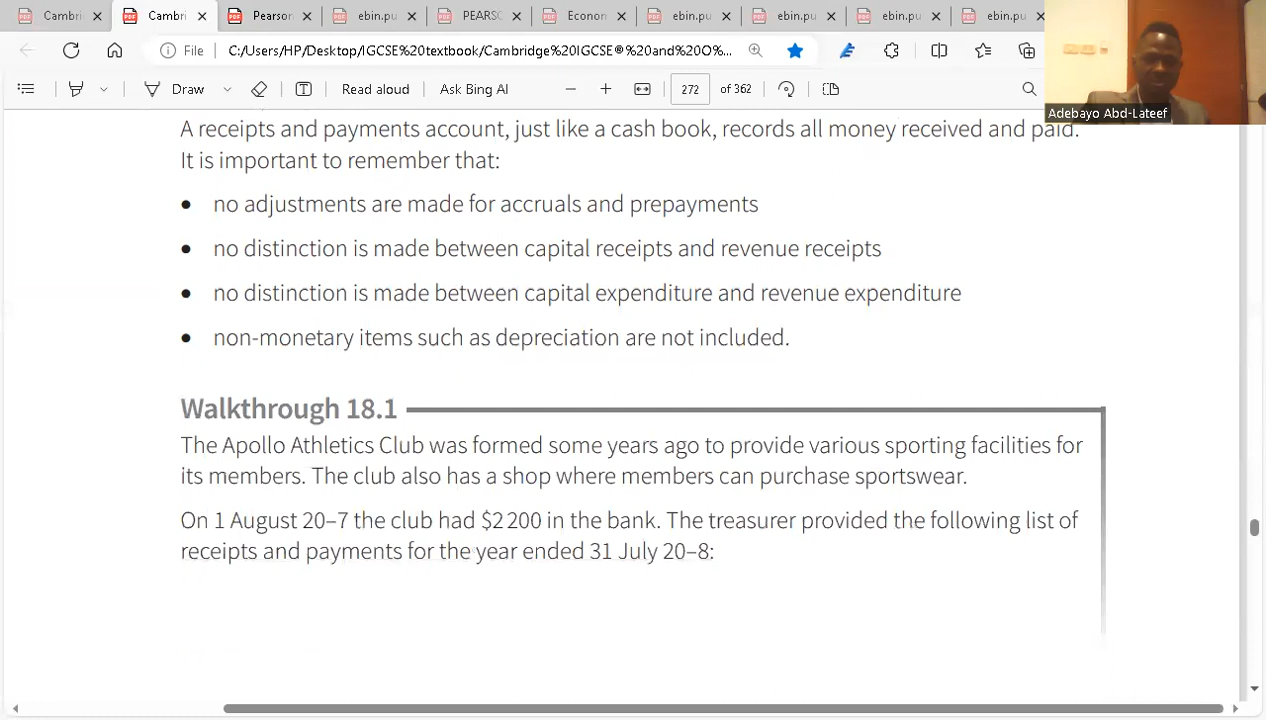 Cambri
Cambri
Pearsor
ebin.pu
PEARSC
Econom
ebin.pu
ebin.pu
ebin.pu
ebin.pu
File
C:/Users/HP/Desktop/IGCSE%20textbook/Cambridge%20IGCSE®%20and%20O%...
Draw
Read aloud
Ask Bing AI
272 of 362
Adebayo Abd-Lateef
A receipts and payments account, just like a cash book, records all money received and paid.
It is important to remember that:
• no adjustments are made for accruals and prepayments
• no distinction is made between capital receipts and revenue receipts
• no distinction is made between capital expenditure and revenue expenditure
• non-monetary items such as depreciation are not included.
Walkthrough 18.1
The Apollo Athletics Club was formed some years ago to provide various sporting facilities for
its members. The club also has a shop where members can purchase sportswear.
On 1 August 20–7 the club had $2 200 in the bank. The treasurer provided the following list of
receipts and payments for the year ended 31 July 20–8: